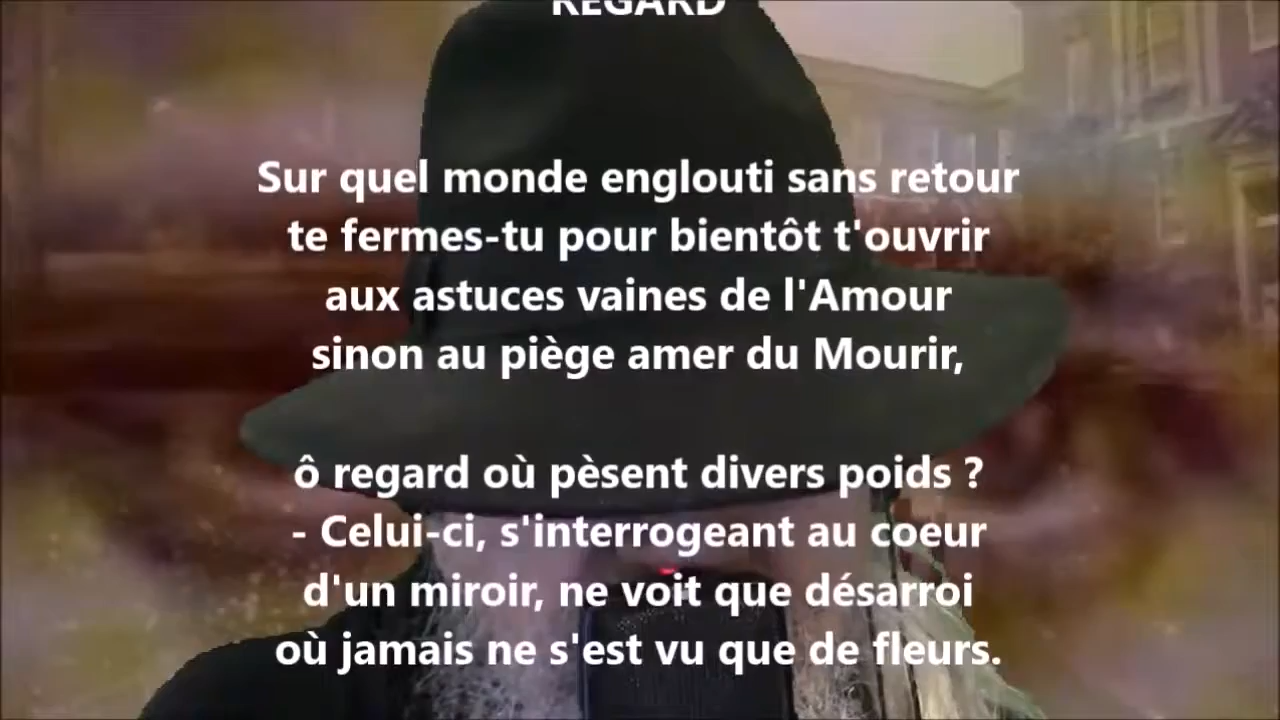 REGARD
Sur quel monde englouti sans retour
te fermes-tu pour bientôt t'ouvrir
aux astuces vaines de l'Amour
sinon au piège amer du Mourir,
ô regard où pèsent divers poids ?
- Celui-ci, s'interrogeant au coeur
d'un miroir, ne voit que désarroi
où jamais ne s'est vu que de fleurs.